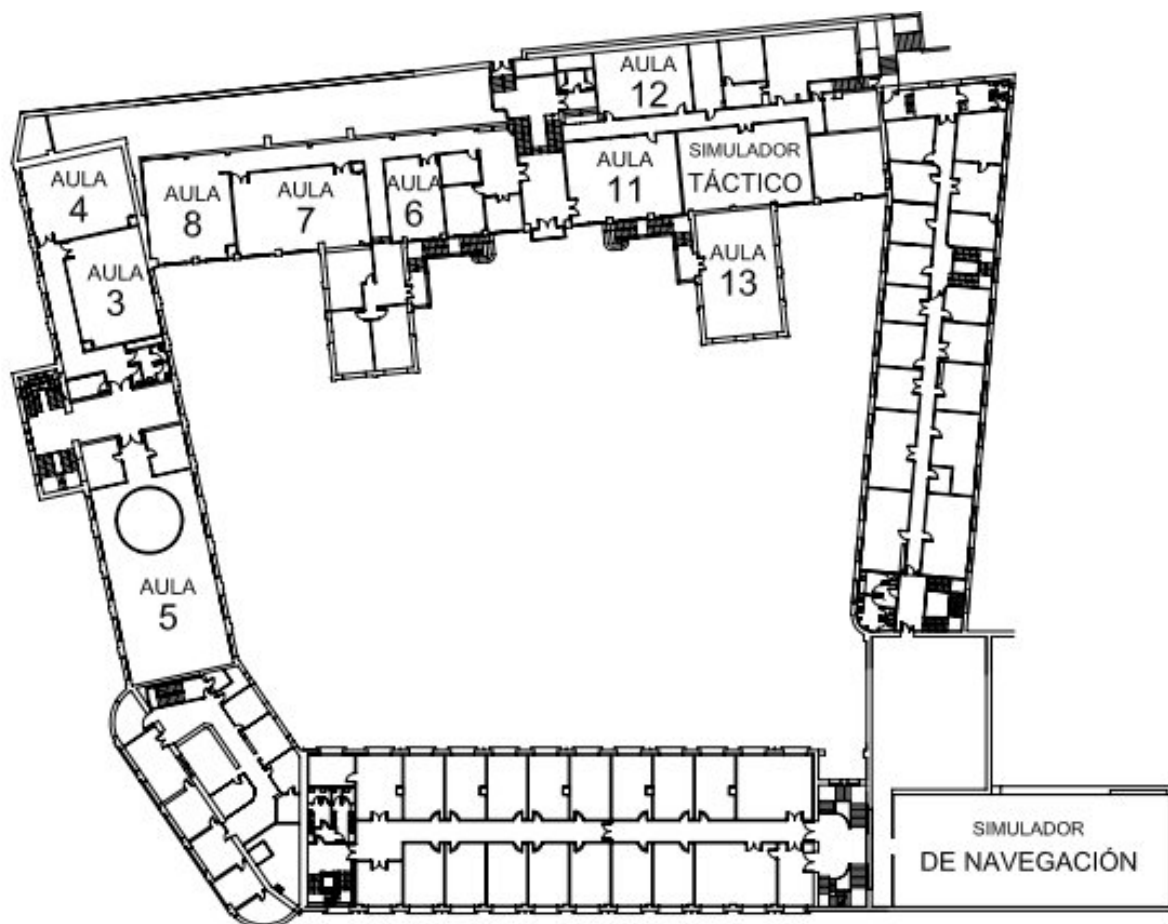 AULA
12
SIMULADOR
TÁCTICO
AULA
11
AULA
6
AULA
7
AULA
8
AULA
4
AULA
3
AULA
13
AULA
5
SIMULADOR
DE NAVEGACIÓN